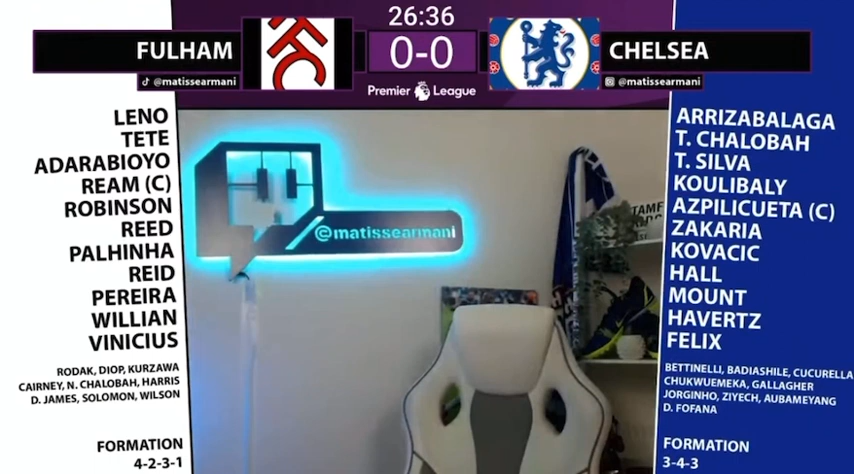 26:36
FULHAM
0-0
CHELSEA
FFC
@matissearmani
@matissearmani
Premier League
LENO
TETE
ADARABIOYO
REAM (C)
ROBINSON
REED
PALHINHA
REID
PEREIRA
WILLIAN
VINICIUS
RODAK, DIOP, KURZAWA
CAIRNEY, N. CHALOBAH, HARRIS
D. JAMES, SOLOMON, WILSON
FORMATION
4-2-3-1
@matissearmani
ARRIZABALAGA
T. CHALOBAH
T. SILVA
KOULIBALY
AZPILICUETA (C)
ZAKARIA
KOVACIC
HALL
MOUNT
HAVERTZ
FELIX
BETTINELLI, BADIASHILE, CUCURELLA
CHUKWUEMEKA, GALLAGHER
JORGINHO, ZIYECH, AUBAMEYANG
D. FOFANA
FORMATION
3-4-3